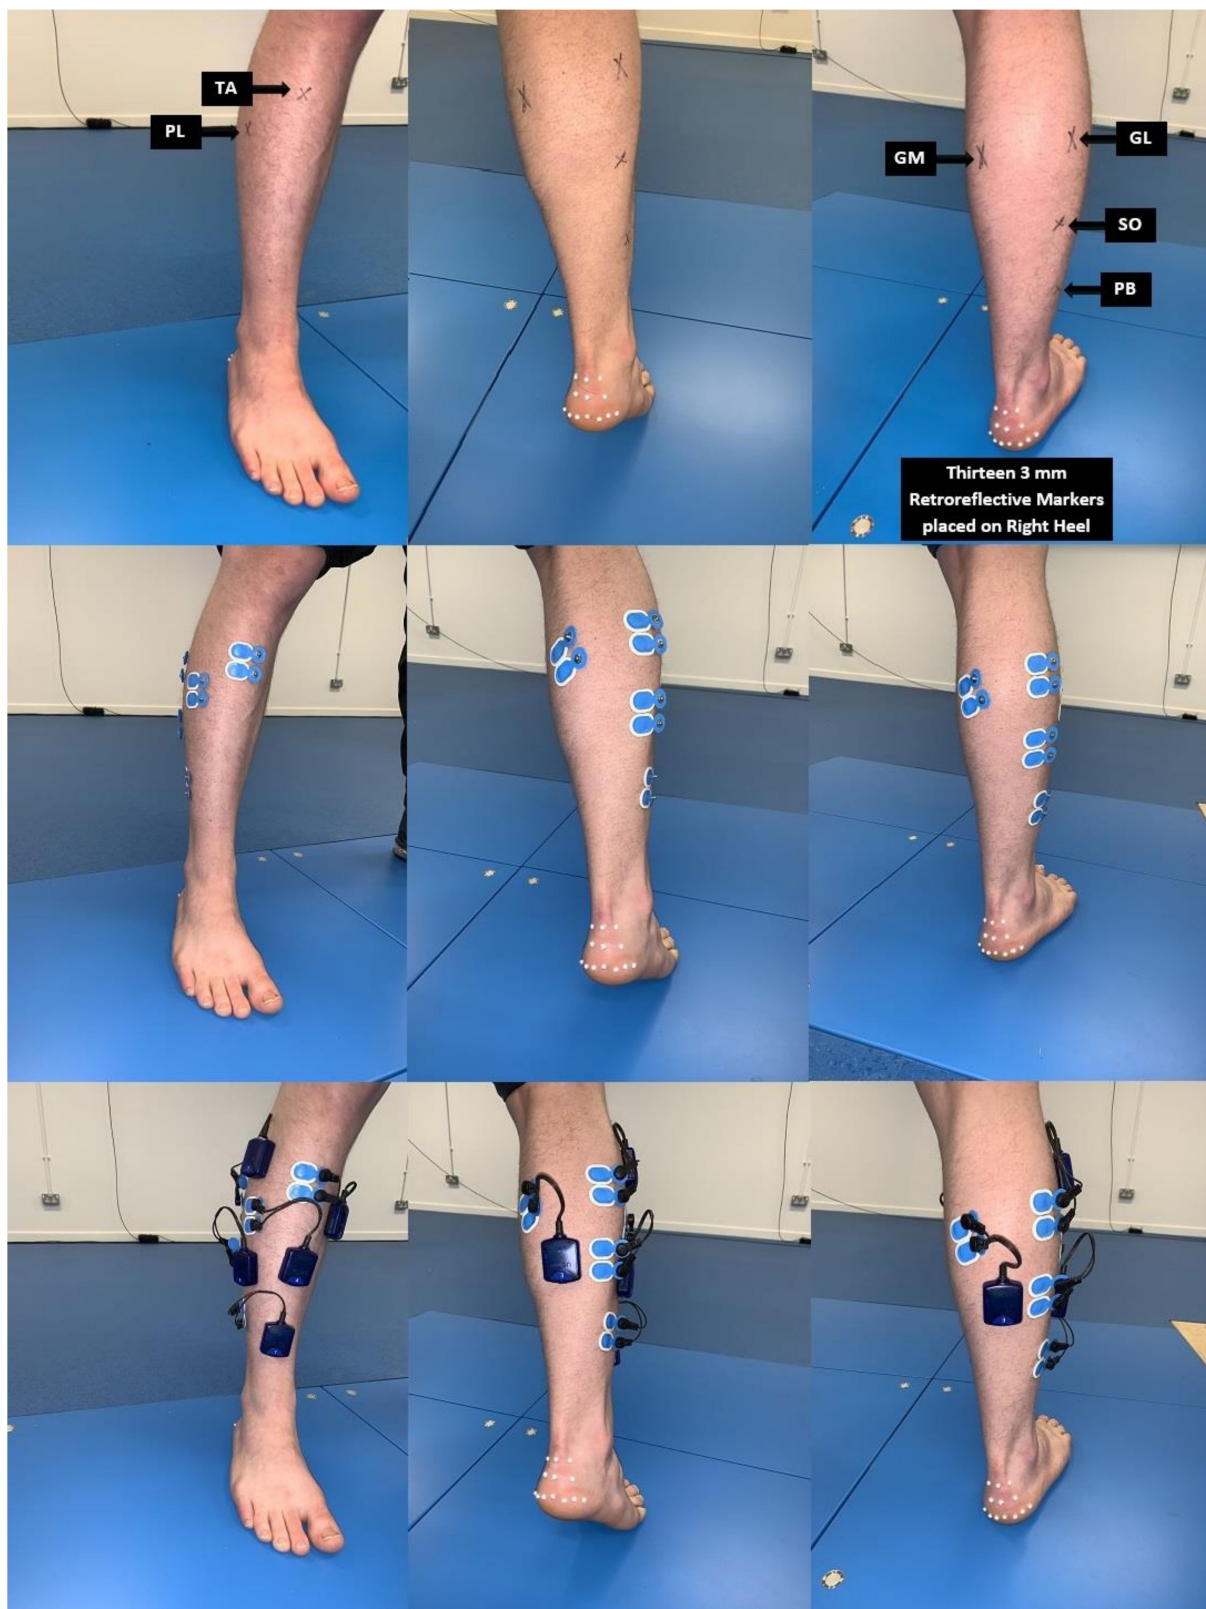 TA
PL
GM
GL
SO
PB
Thirteen 3 mm
Retroreflective Markers
placed on Right Heel